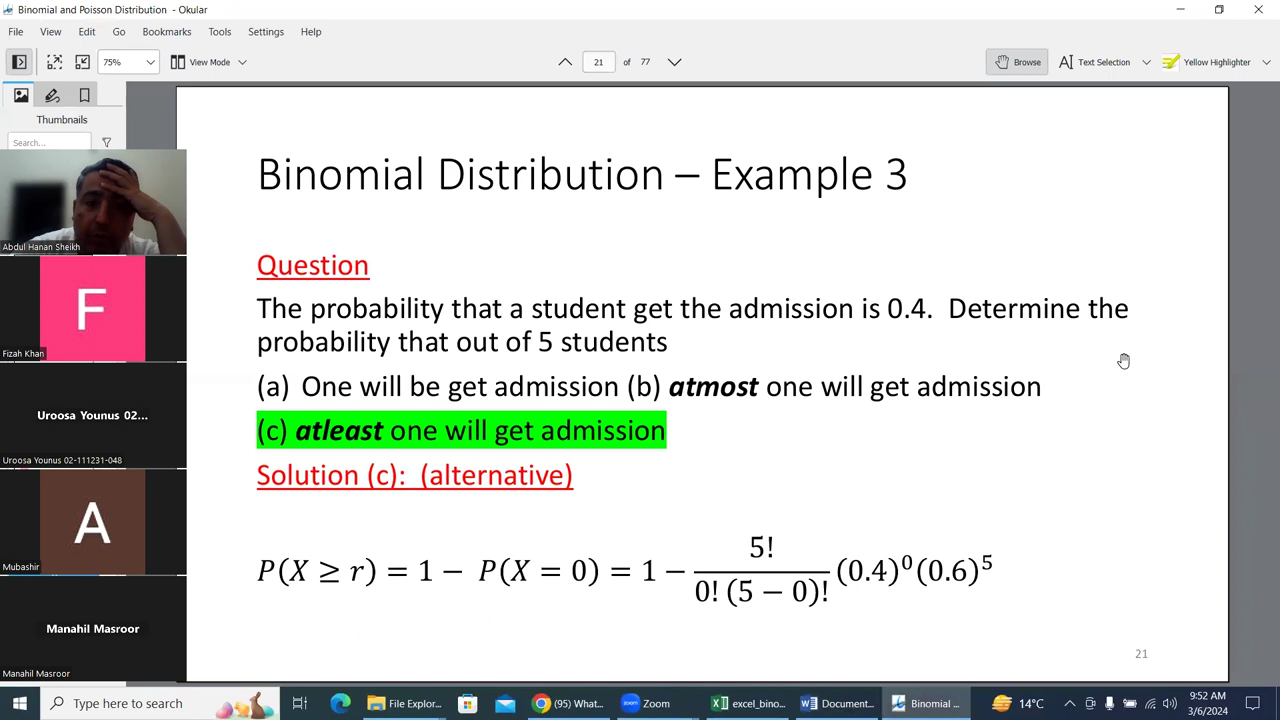 Binomial and Poisson Distribution - Okular
File View Edit Go Bookmarks Tools Settings Help
75% View Mode 21 of 77 Browse Text Selection Yellow Highlighter
Thumbnails
Search...
Abdul Hanan Sheikh
F
Fizah Khan
Uroosa Younus 02...
Uroosa Younus 02-111231-048
A
Mubashir
Manahil Masroor
Manahil Masroor
Binomial Distribution – Example 3
Question
The probability that a student get the admission is 0.4. Determine the
probability that out of 5 students
(a) One will be get admission (b) atmost one will get admission
(c) atleast one will get admission
Solution (c): (alternative)
P(X ≥ r) = 1 − P(X = 0) = 1 − 5! / 0! (5 − 0)! (0.4)⁰(0.6)⁵
21
Type here to search
File Explor...
(95) What...
Zoom
excel_bino...
Document...
Binomial ...
14°C
9:52 AM
3/6/2024